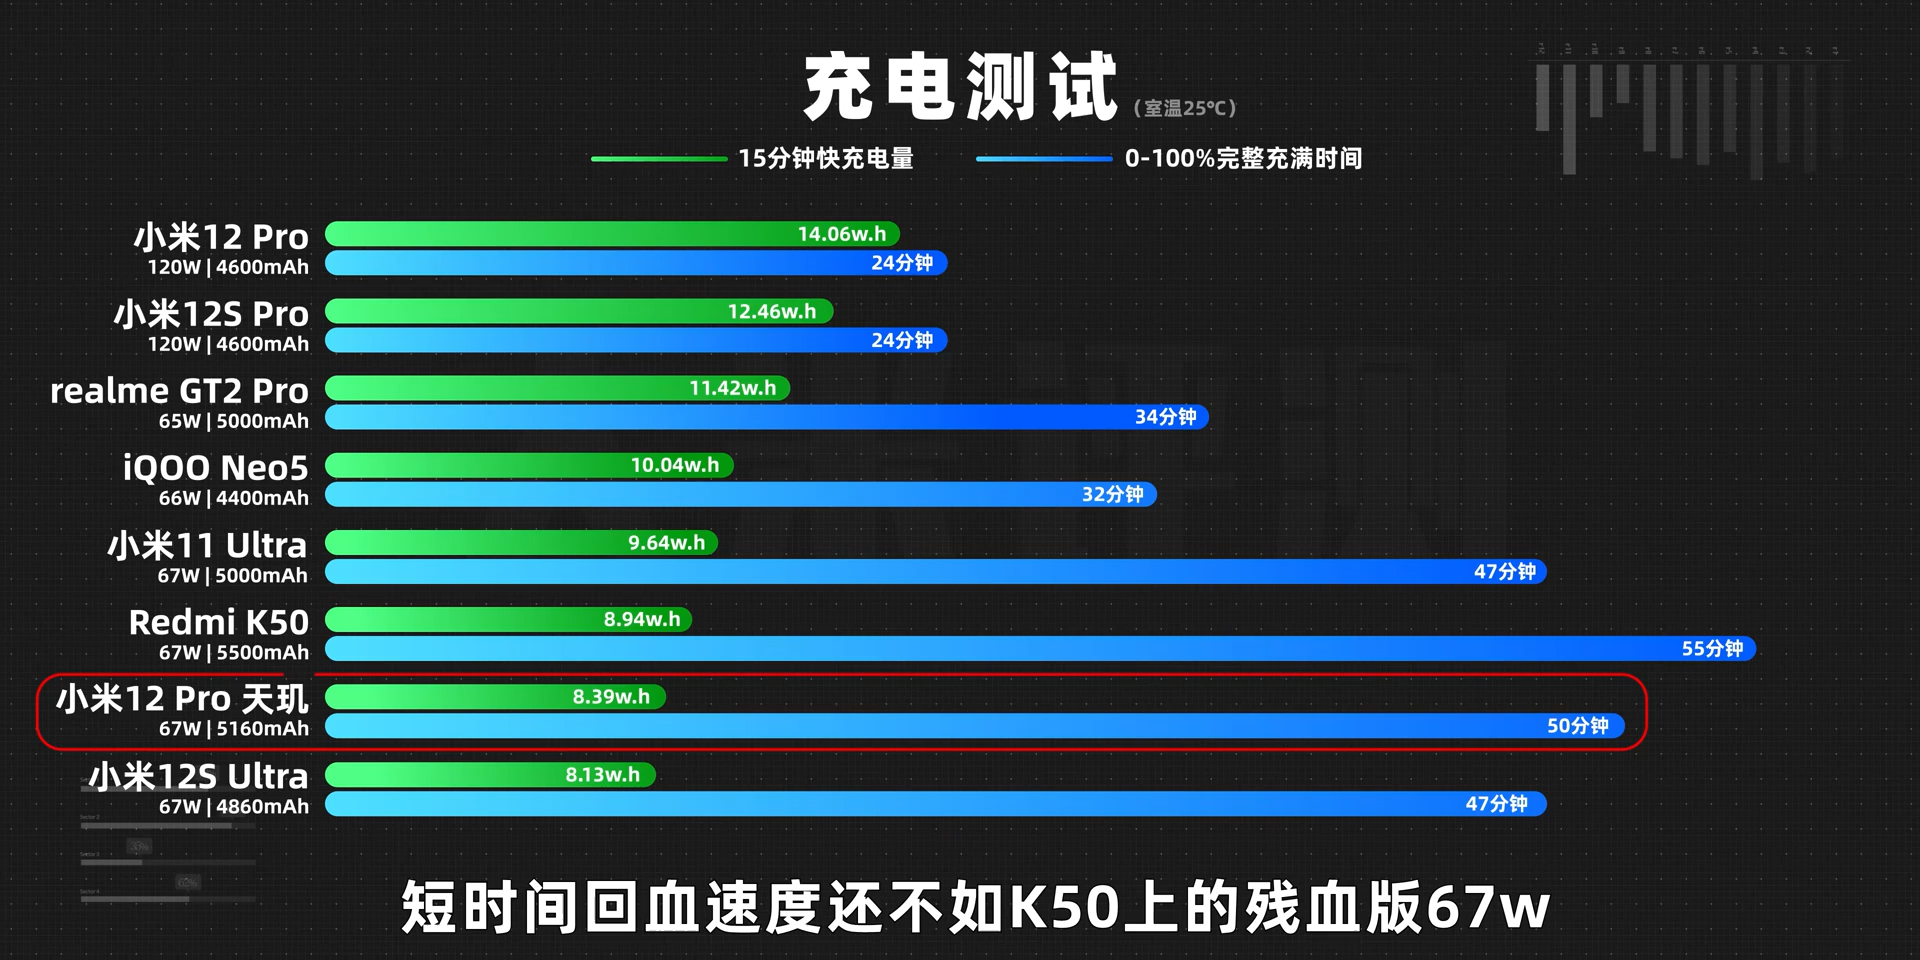 充电测试 (室温25℃)
15分钟快充电量 0-100%完整充满时间
小米12 Pro 14.06w.h
120W | 4600mAh 24分钟
小米12S Pro 12.46w.h
120W | 4600mAh 24分钟
realme GT2 Pro 11.42w.h
65W | 5000mAh 34分钟
iQOO Neo5 10.04w.h
66W | 4400mAh 32分钟
小米11 Ultra 9.64w.h
67W | 5000mAh 47分钟
Redmi K50 8.94w.h
67W | 5500mAh 55分钟
小米12 Pro 天玑 8.39w.h
67W | 5160mAh 50分钟
小米12S Ultra 8.13w.h
67W | 4860mAh 47分钟
短时间回血速度还不如K50上的残血版67w